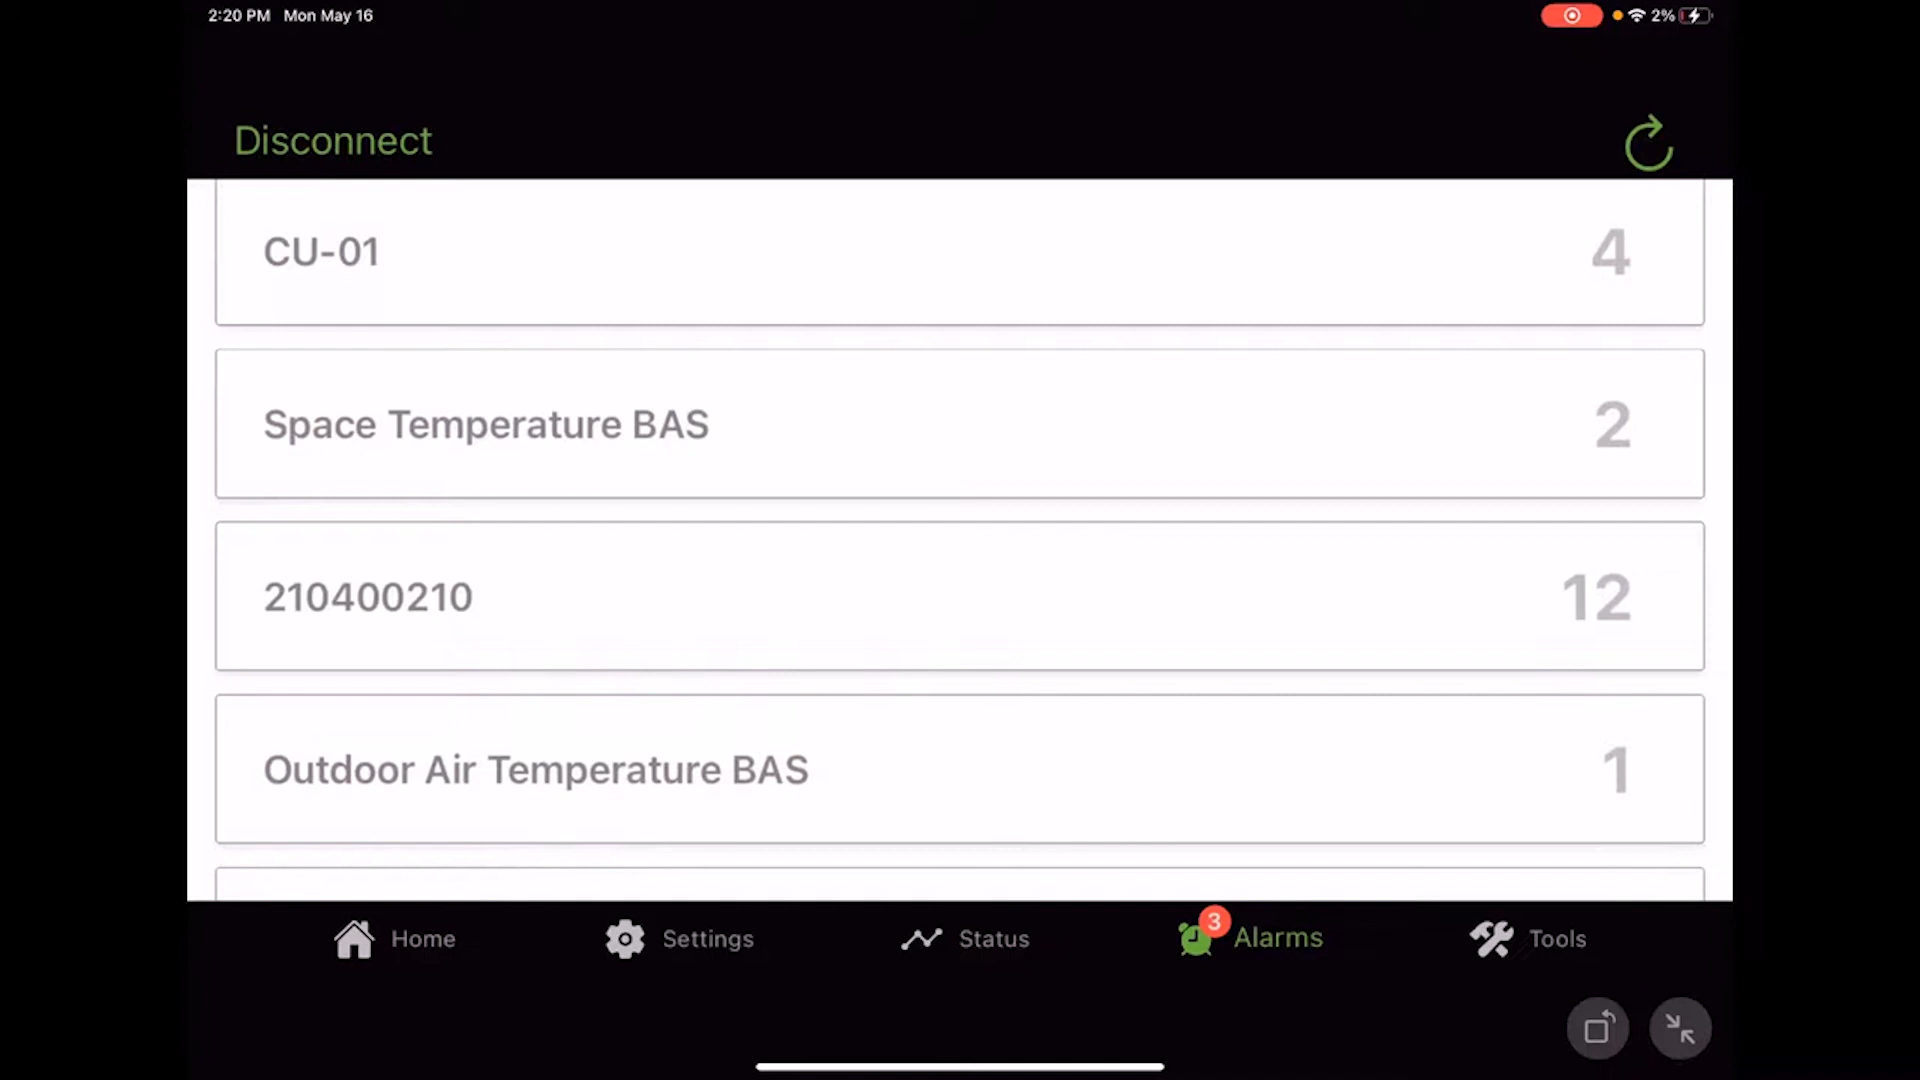 2:20 PM Mon May 16 2%
Disconnect
CU-01 4
Space Temperature BAS 2
210400210 12
Outdoor Air Temperature BAS 1
Home Settings Status 3 Alarms Tools